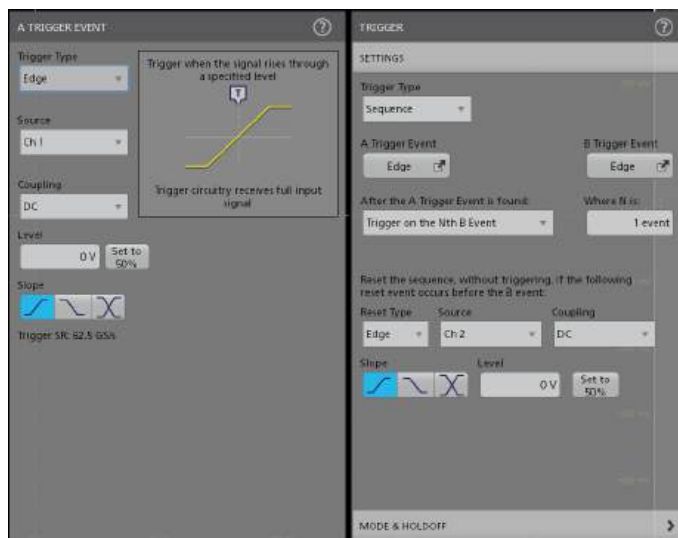 A TRIGGER EVENT
?
Trigger Type
Edge
Trigger when the signal rises through
a specified level
T
Source
Ch 1
Coupling
DC
Trigger circuitry receives full input
signal
Level
0 V
Set to
50%
Slope
Trigger SR: 62.5 GS/s
TRIGGER
?
SETTINGS
Trigger Type
Sequence
A Trigger Event
B Trigger Event
Edge
Edge
After the A Trigger Event is found:
Where N is:
Trigger on the Nth B Event
1 event
Reset the sequence, without triggering, if the following
reset event occurs before the B event:
Reset Type
Source
Coupling
Edge
Ch 2
DC
Slope
Level
0 V
Set to
50%
MODE & HOLDOFF